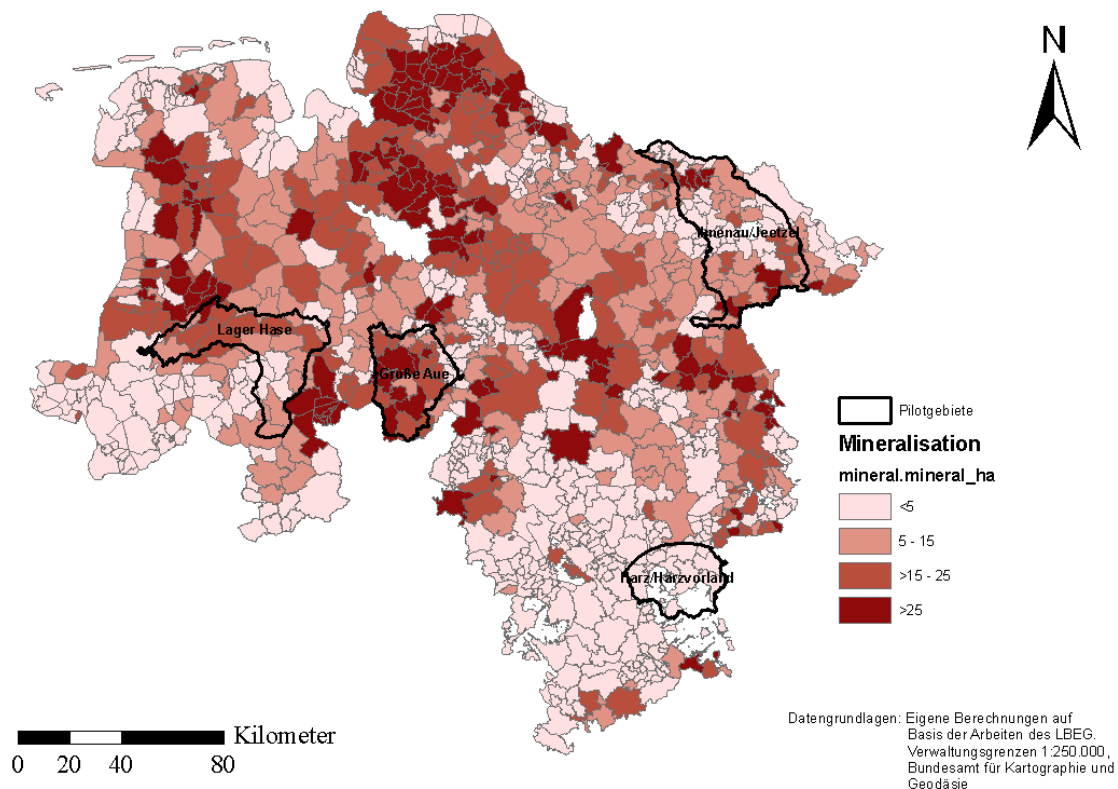 N
Ilmenau/Jeetzel
Lager Hase
Große Aue
Harz/Harzvorland
Pilotgebiete
Mineralisation
mineral.mineral_ha
<5
5 - 15
>15 - 25
>25
Kilometer
0 20 40 80
Datengrundlagen: Eigene Berechnungen auf
Basis der Arbeiten des LBEG.
Verwaltungsgrenzen 1:250.000,
Bundesamt für Kartographie und
Geodäsie